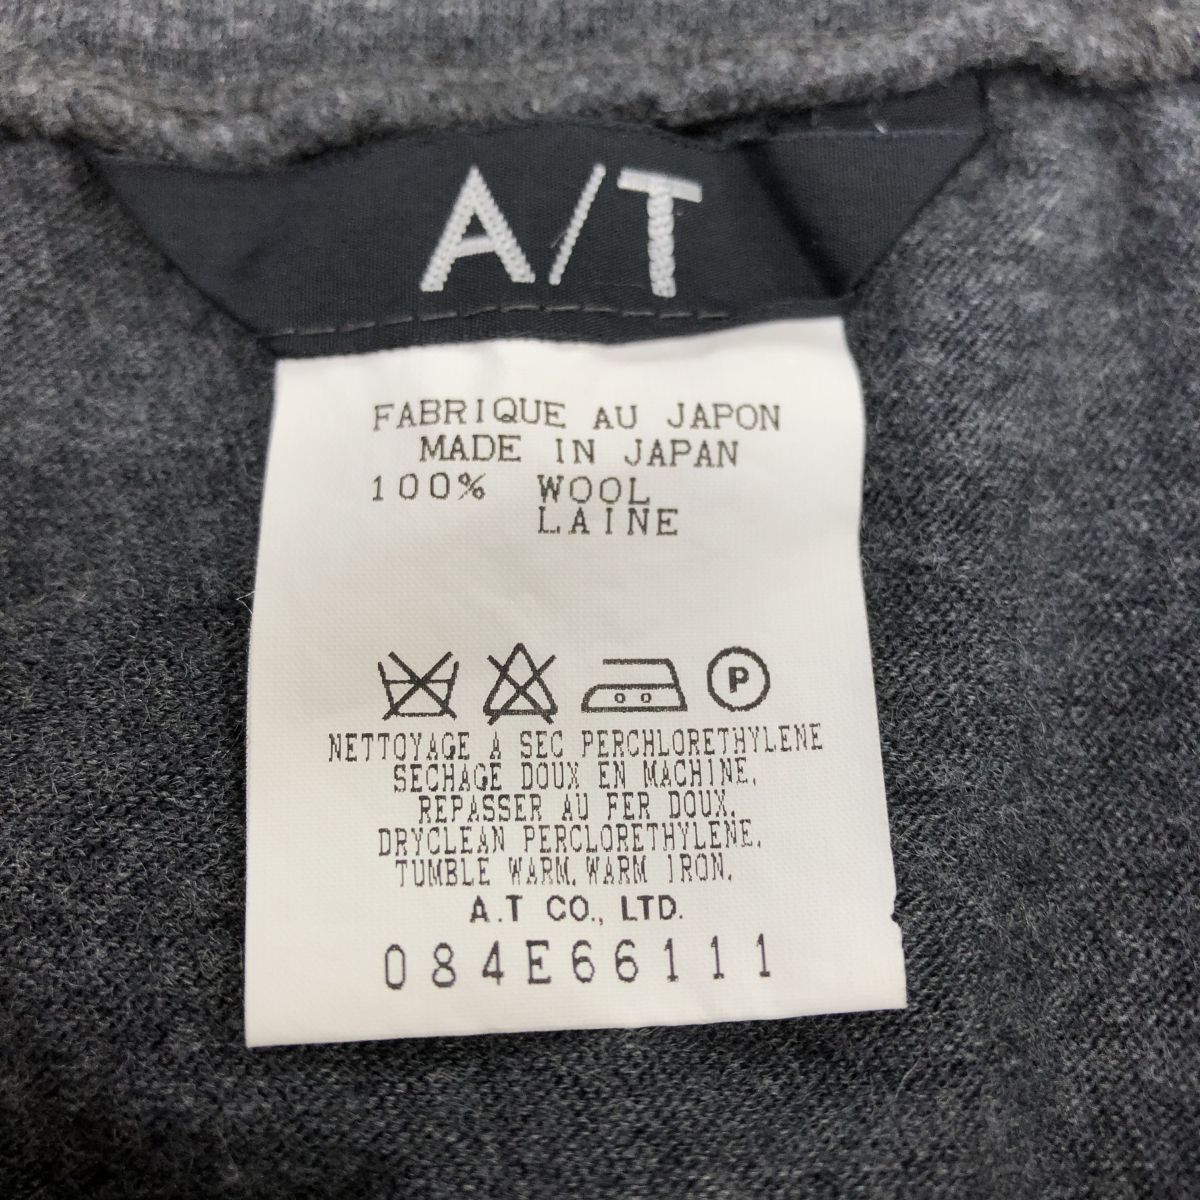 A/T
FABRIQUE AU JAPON
MADE IN JAPAN
100% WOOL
LAINE
P
NETTOYAGE A SEC PERCHLORETHYLENE
SECHAGE DOUX EN MACHINE.
REPASSER AU FER DOUX.
DRYCLEAN PERCLORETHYLENE.
TUMBLE WARM. WARM IRON.
A.T CO., LTD.
084E66111